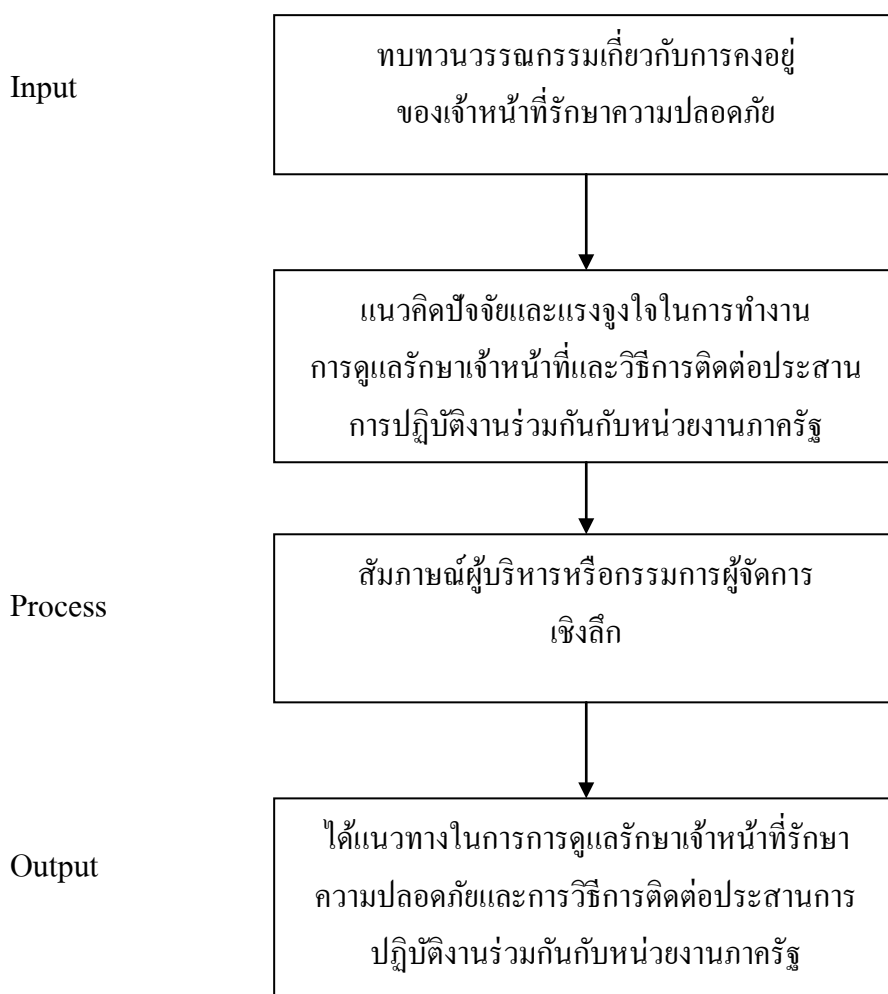 Input
ทบทวนวรรณกรรมเกี่ยวกับการคงอยู่
ของเจ้าหน้าที่รักษาความปลอดภัย
แนวคิดปัจจัยและแรงจูงใจในการทำงาน
การดูแลรักษาเจ้าหน้าที่และวิธีการติดต่อประสาน
การปฏิบัติงานร่วมกันกับหน่วยงานภาครัฐ
Process
สัมภาษณ์ผู้บริหารหรือกรรมการผู้จัดการ
เชิงลึก
Output
ได้แนวทางในการการดูแลรักษาเจ้าหน้าที่รักษา
ความปลอดภัยและการวิธีการติดต่อประสานการ
ปฏิบัติงานร่วมกันกับหน่วยงานภาครัฐ